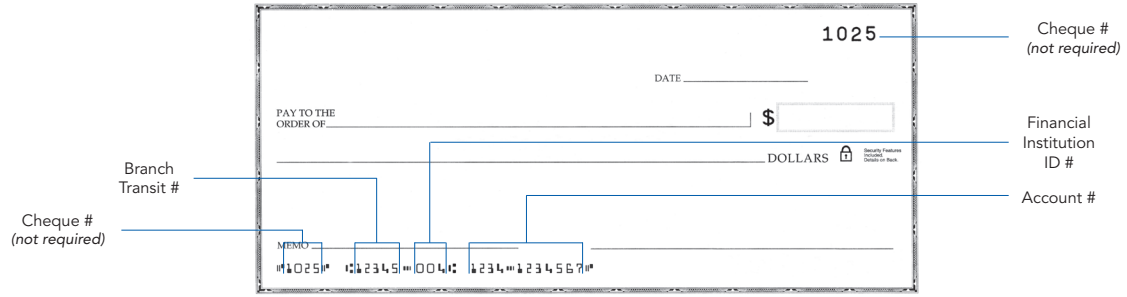 1025
Cheque #
(not required)
DATE
PAY TO THE
ORDER OF
$
Financial
Institution
ID #
DOLLARS
Security Features
Included.
Details on Back.
Branch
Transit #
Account #
Cheque #
(not required)
MEMO
⑈1025⑈ ⑆12345⑉004⑆ 1234⑉1234567⑈